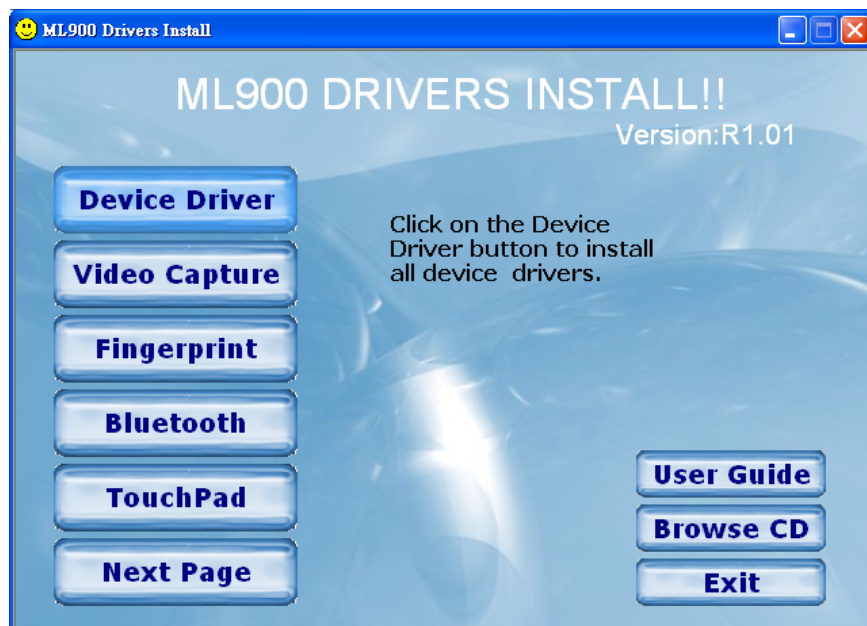 ML900 Drivers Install
ML900 DRIVERS INSTALL!!
Version:R1.01
Device Driver
Video Capture
Fingerprint
Bluetooth
TouchPad
Next Page
Click on the Device
Driver button to install
all device drivers.
User Guide
Browse CD
Exit